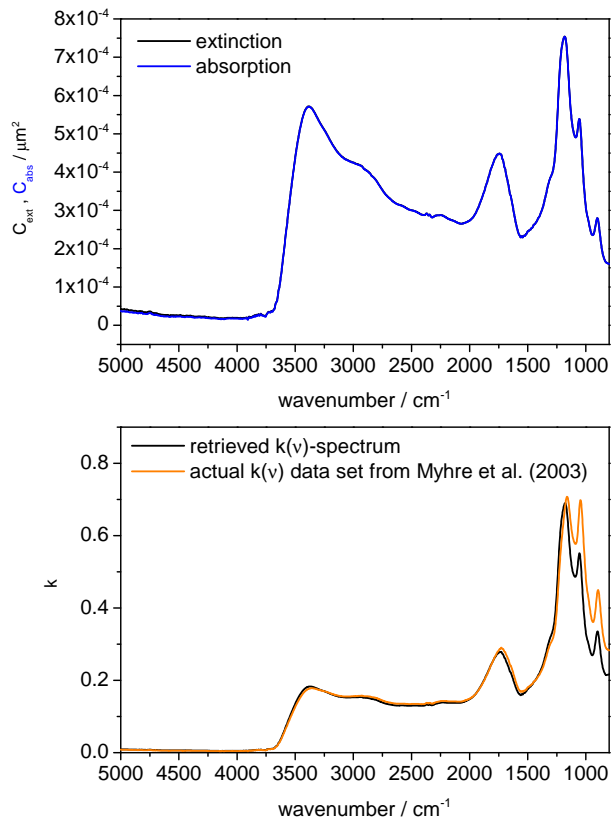 8x10⁻⁴
7x10⁻⁴
6x10⁻⁴
5x10⁻⁴
4x10⁻⁴
3x10⁻⁴
2x10⁻⁴
1x10⁻⁴
0
C_ext , C_abs / μm²
extinction
absorption
5000 4500 4000 3500 3000 2500 2000 1500 1000
wavenumber / cm⁻¹
0.8
0.6
0.4
0.2
0.0
k
retrieved k(ν)-spectrum
actual k(ν) data set from Myhre et al. (2003)
5000 4500 4000 3500 3000 2500 2000 1500 1000
wavenumber / cm⁻¹